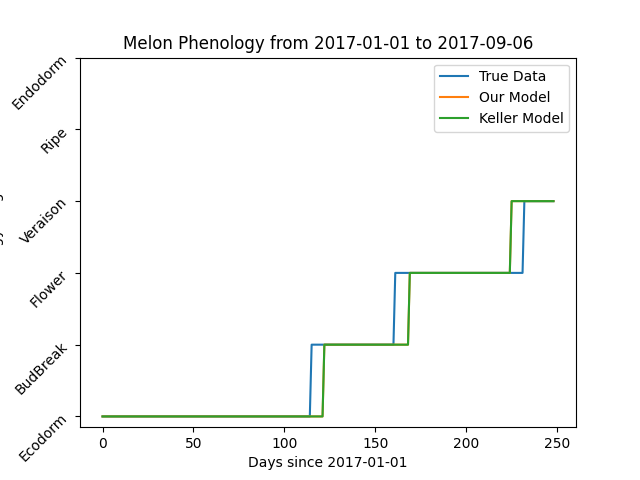 Melon Phenology from 2017-01-01 to 2017-09-06
True Data
Our Model
Keller Model
Endodorm
Ripe
Veraison
Flower
BudBreak
Ecodorm
0 50 100 150 200 250
Days since 2017-01-01